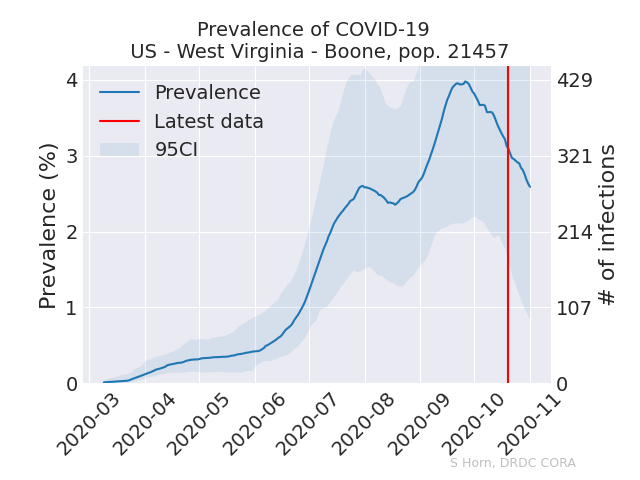 Prevalence of COVID-19
US - West Virginia - Boone, pop. 21457
Prevalence
Latest data
95CI
Prevalence (%)
4
3
2
1
0
429
321
214
107
0
# of infections
2020-03
2020-04
2020-05
2020-06
2020-07
2020-08
2020-09
2020-10
2020-11
S Horn, DRDC CORA